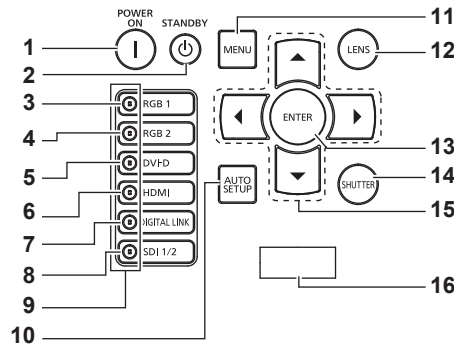 POWER
ON
STANDBY
1
2
3
4
5
6
7
8
9
10
RGB 1
RGB 2
DVI-D
HDMI
DIGITAL LINK
SDI 1/2
MENU
ENTER
AUTO
SETUP
LENS
SHUTTER
11
12
13
14
15
16